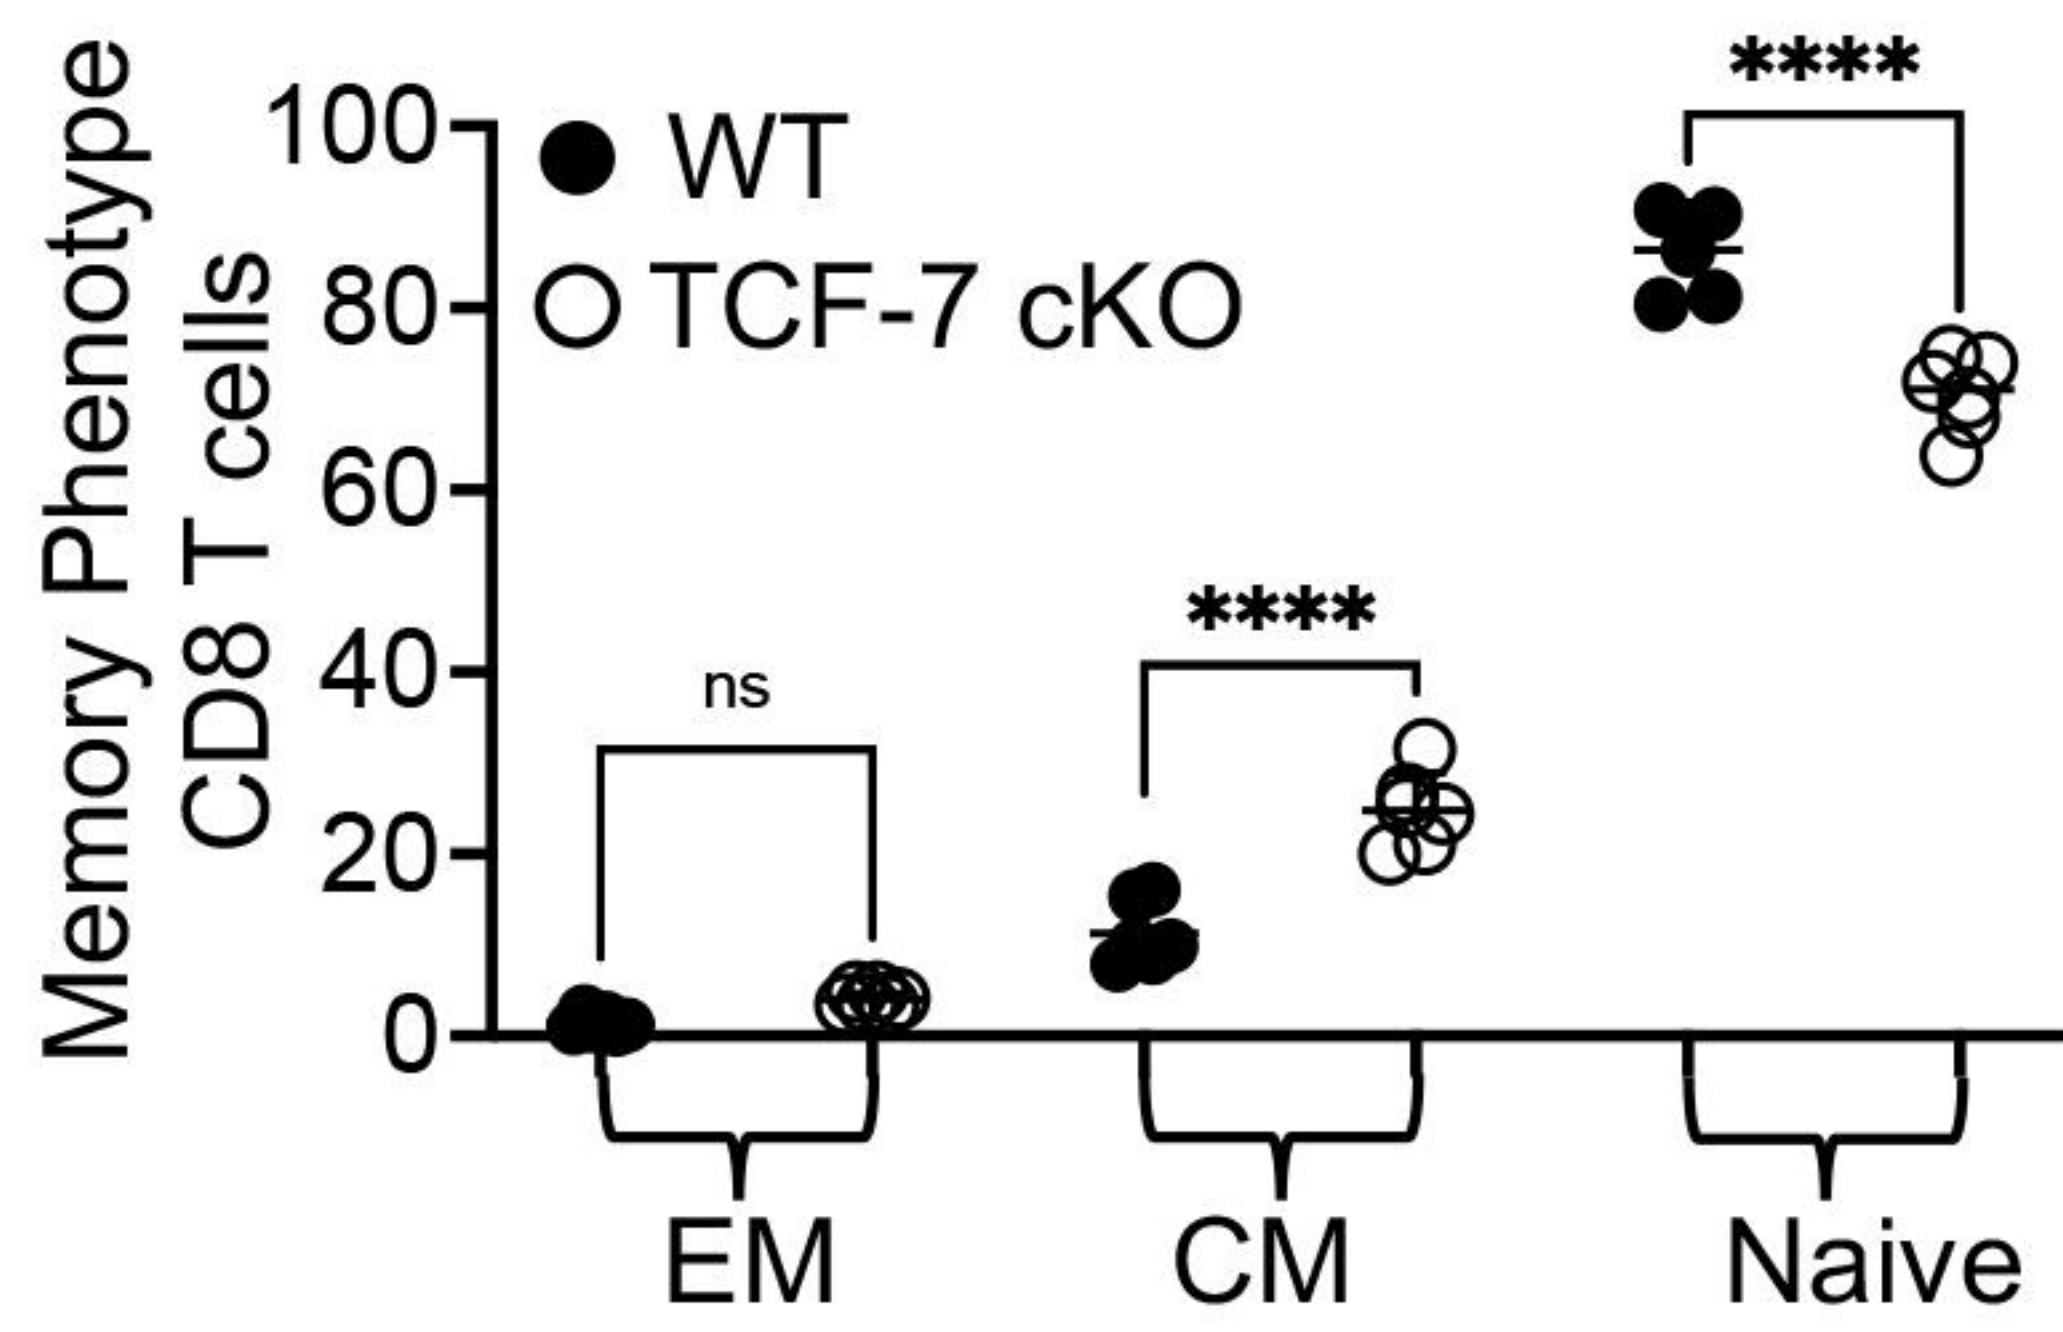 Memory Phenotype
CD8 T cells
100
80
60
40
20
0
WT
TCF-7 cKO
ns
****
****
EM
CM
Naive